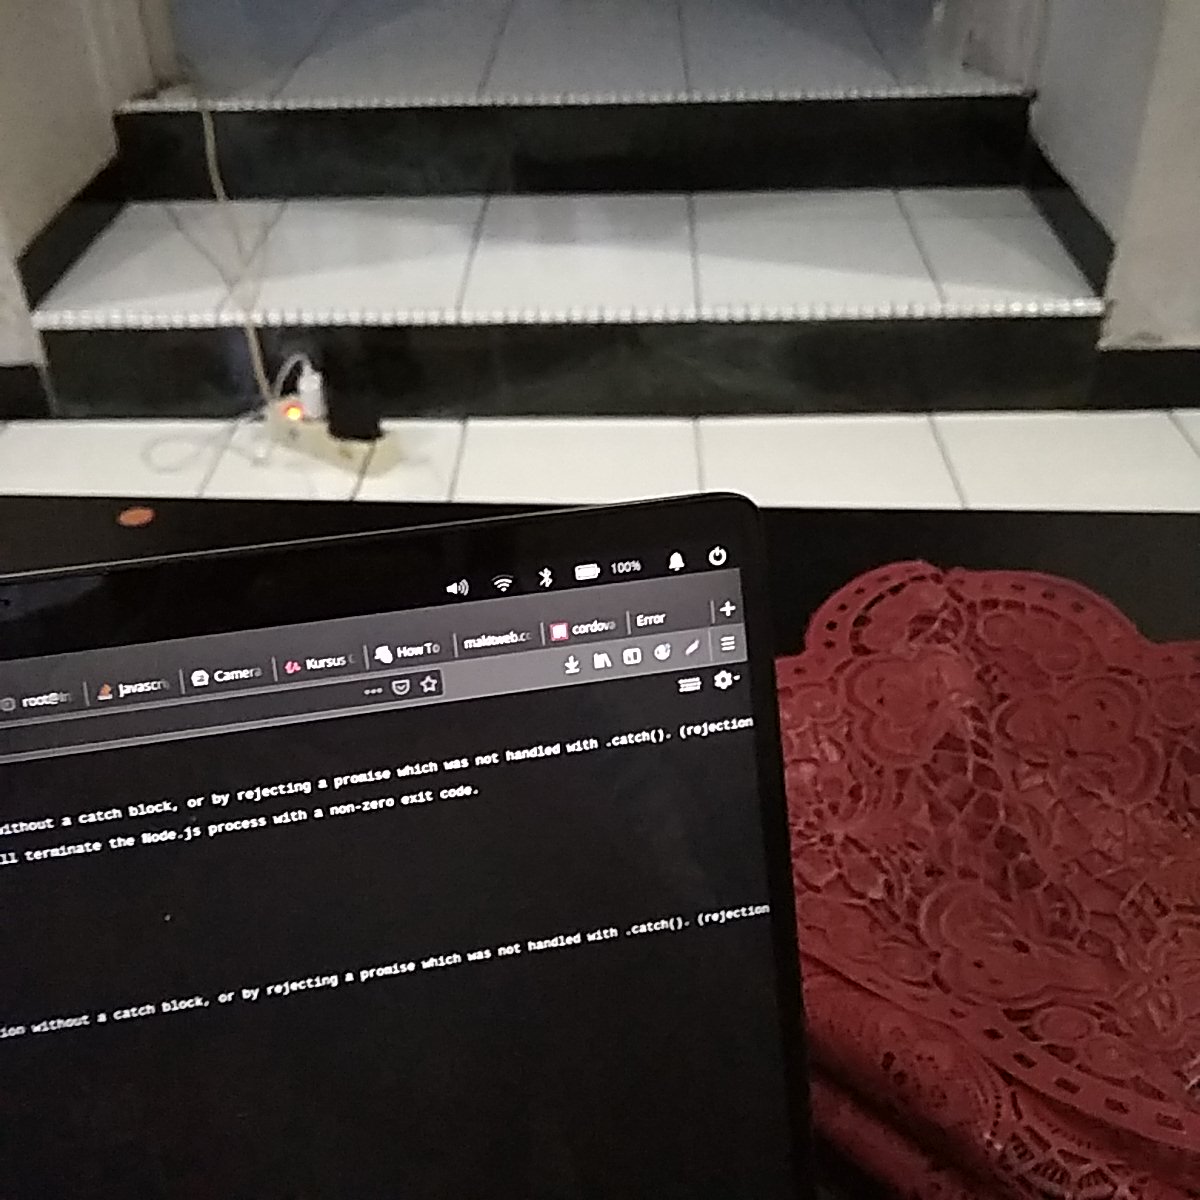 100%
root@ Javascri Camera Kursus How To makitweb.c cordova Error
without a catch block, or by rejecting a promise which was not handled with .catch(). (rejection
ll terminate the Node.js process with a non-zero exit code.
ion without a catch block, or by rejecting a promise which was not handled with .catch(). (rejection